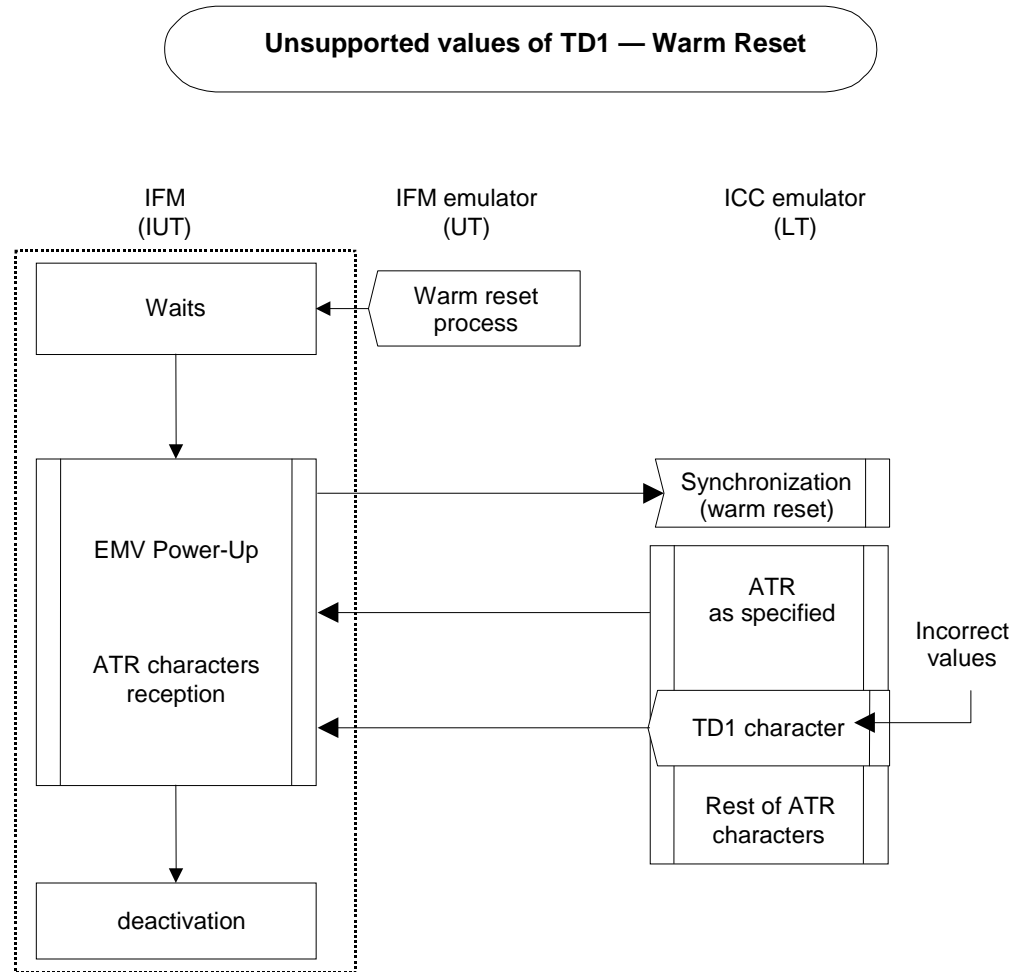 Unsupported values of TD1 — Warm Reset
IFM
(IUT)
IFM emulator
(UT)
ICC emulator
(LT)
Waits
Warm reset
process
EMV Power-Up
ATR characters
reception
Synchronization
(warm reset)
ATR
as specified
Incorrect
values
TD1 character
Rest of ATR
characters
deactivation